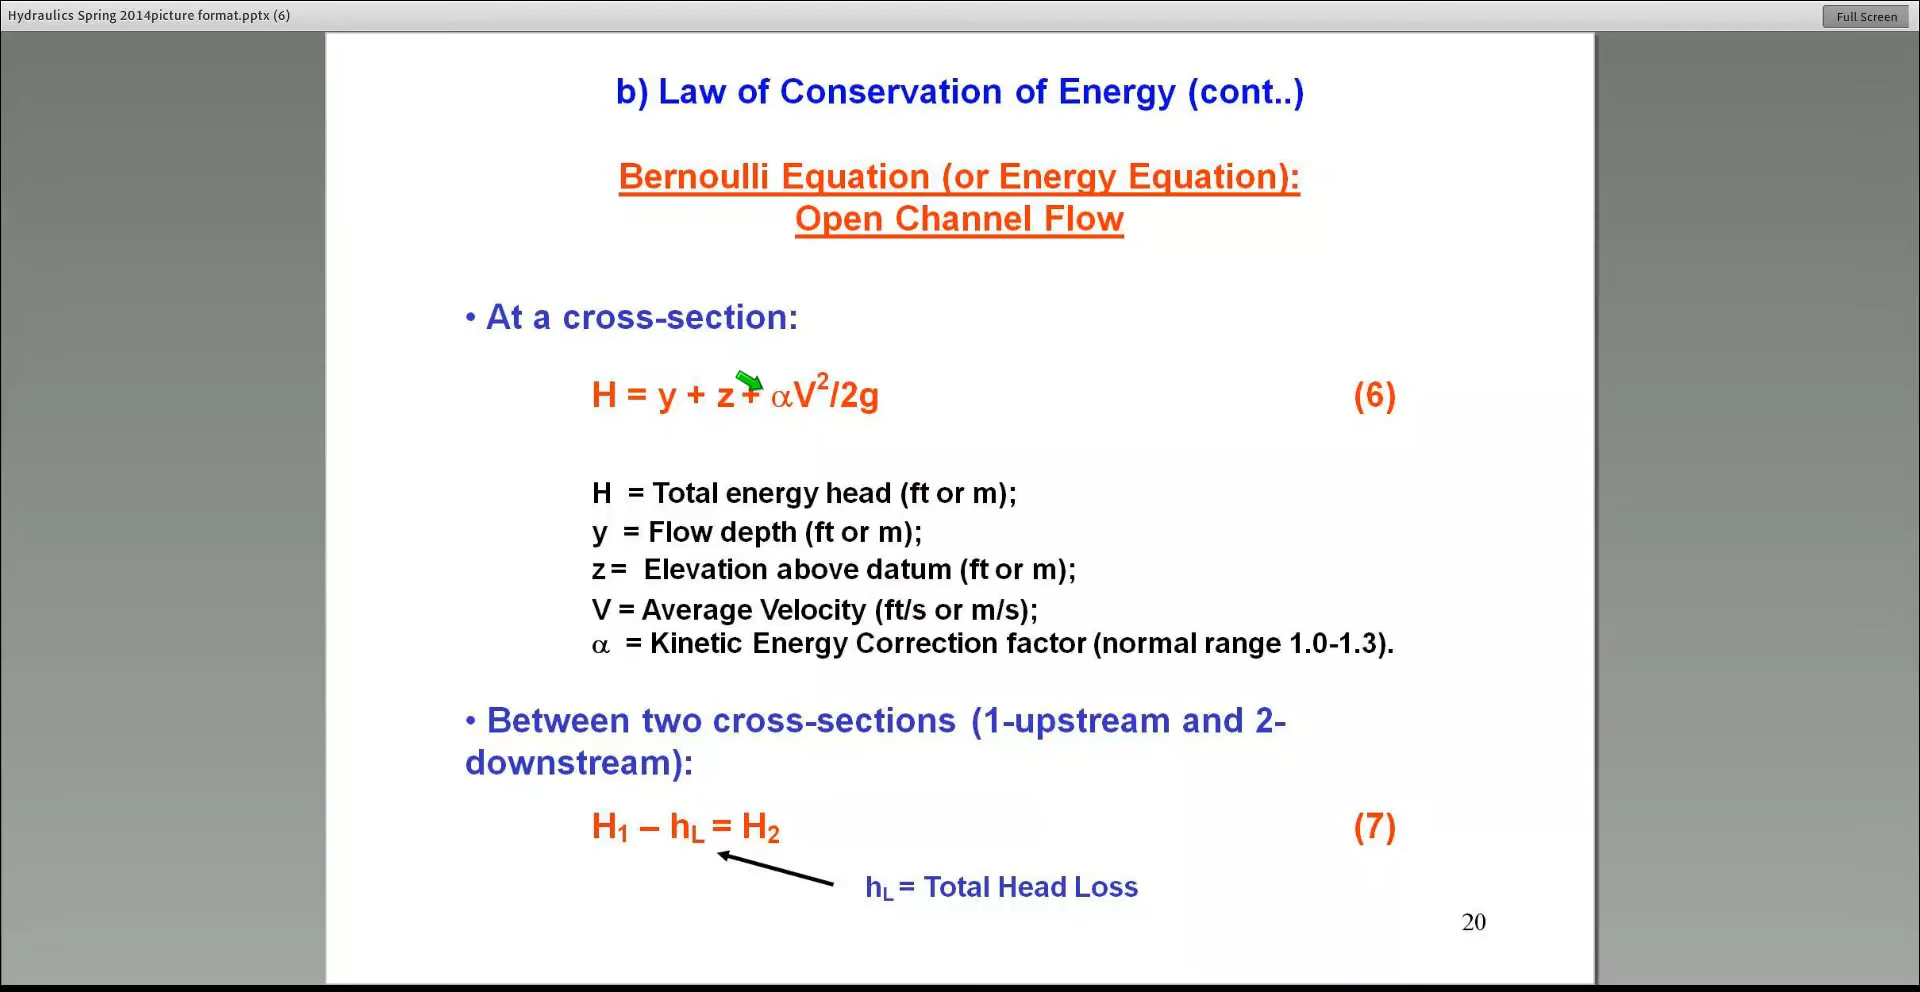 Hydraulics Spring 2014picture format.pptx (6)
Full Screen
b) Law of Conservation of Energy (cont..)
Bernoulli Equation (or Energy Equation):
Open Channel Flow
• At a cross-section:
H = y + z + αV²/2g (6)
H = Total energy head (ft or m);
y = Flow depth (ft or m);
z = Elevation above datum (ft or m);
V = Average Velocity (ft/s or m/s);
α = Kinetic Energy Correction factor (normal range 1.0-1.3).
• Between two cross-sections (1-upstream and 2-
downstream):
H₁ – h_L = H₂ (7)
h_L = Total Head Loss
20